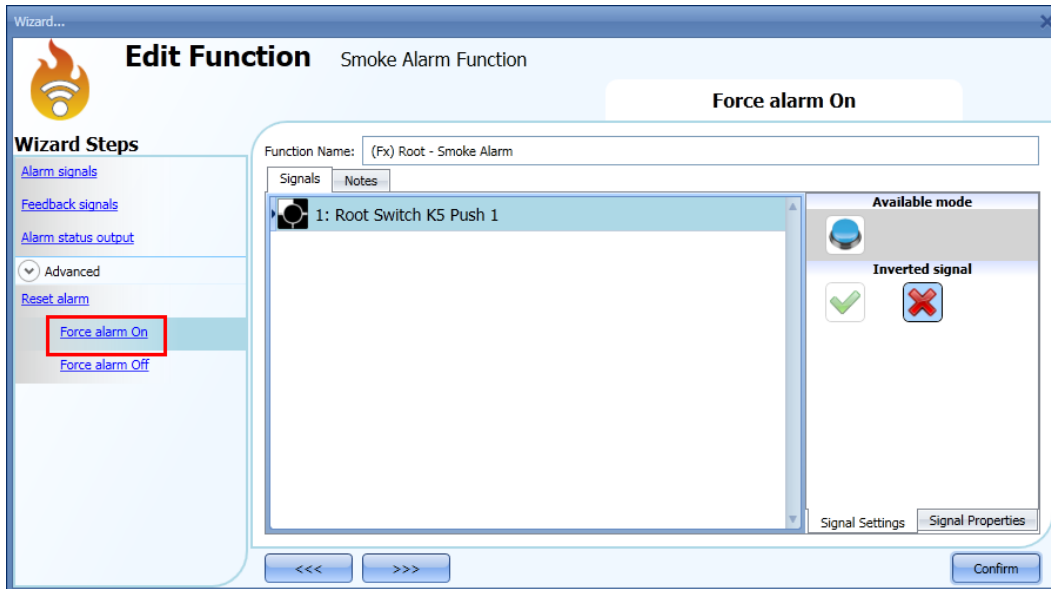 Wizard...
Edit Function Smoke Alarm Function
Force alarm On
Wizard Steps
Alarm signals
Feedback signals
Alarm status output
Advanced
Reset alarm
Force alarm On
Force alarm Off
Function Name: (Fx) Root - Smoke Alarm
Signals Notes
1: Root Switch K5 Push 1
Available mode
Inverted signal
Signal Settings Signal Properties
<<< >>> Confirm